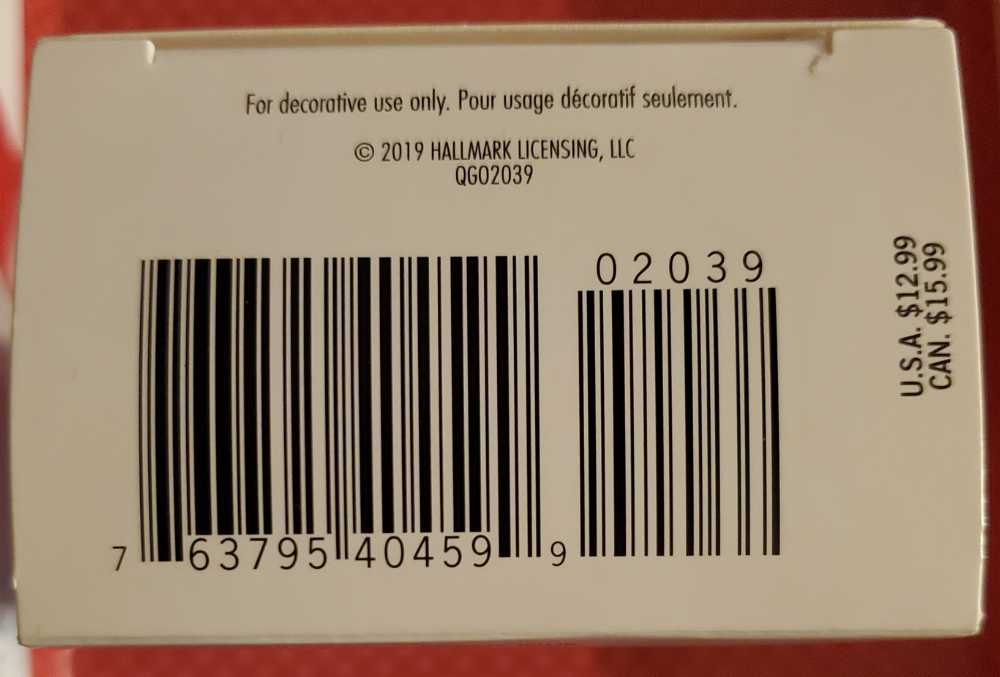 For decorative use only. Pour usage décoratif seulement.
© 2019 HALLMARK LICENSING, LLC
QGO2039
02039
7 63795 40459 9
U.S.A. $12.99
CAN. $15.99